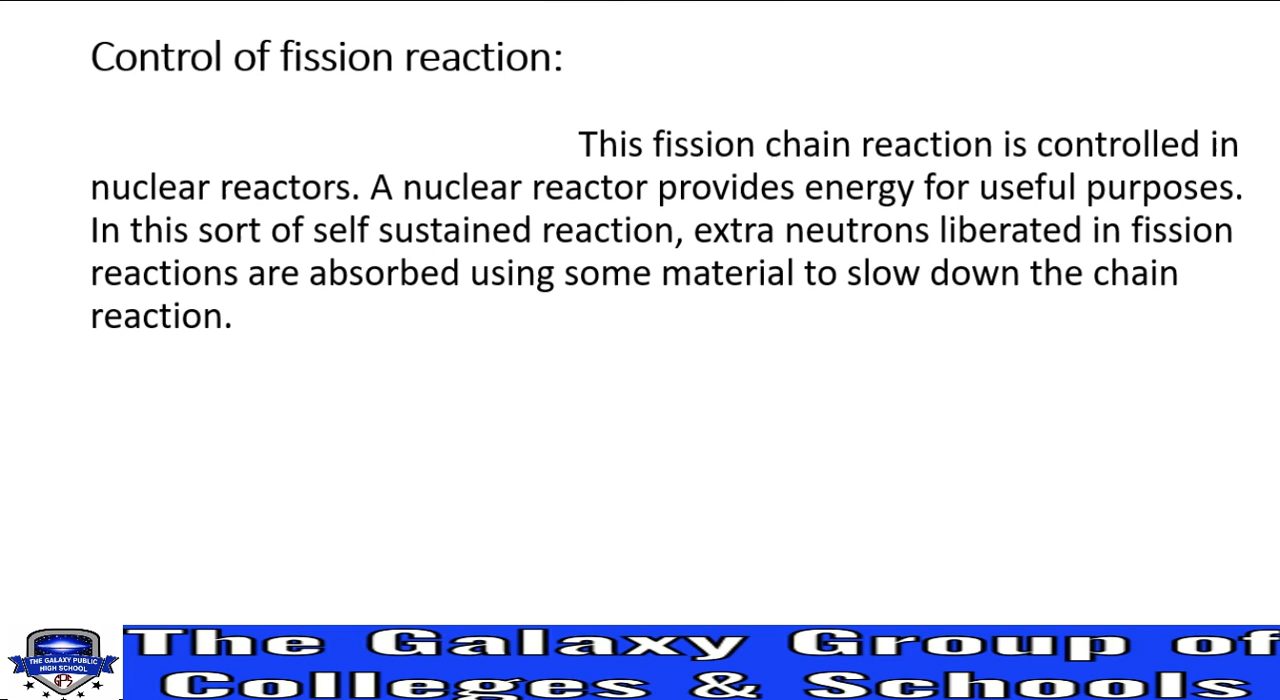 Control of fission reaction:
This fission chain reaction is controlled in
nuclear reactors. A nuclear reactor provides energy for useful purposes.
In this sort of self sustained reaction, extra neutrons liberated in fission
reactions are absorbed using some material to slow down the chain
reaction.
THE GALAXY PUBLIC
HIGH SCHOOL
GPS
The Galaxy Group of
Colleges & Schools